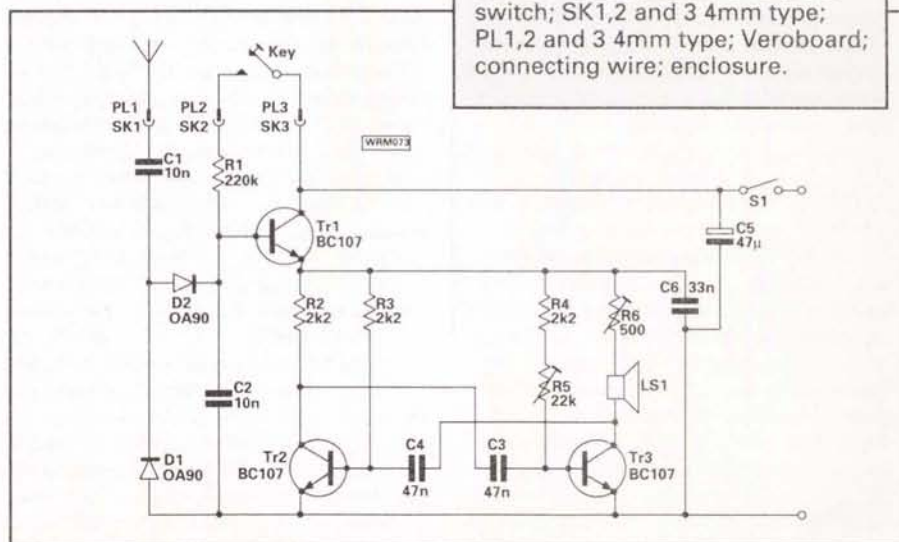 switch; SK1,2 and 3 4mm type;
PL1,2 and 3 4mm type; Veroboard;
connecting wire; enclosure.
Key
PL1
SK1
PL2
SK2
PL3
SK3
WRM073
C1
10n
R1
220k
S1
Tr1
BC107
C5
47µ
D2
OA90
R2
2k2
R3
2k2
R4
2k2
R6
500
C6 33n
R5
22k
LS1
C2
10n
D1
OA90
Tr2
BC107
C4
47n
C3
47n
Tr3
BC107